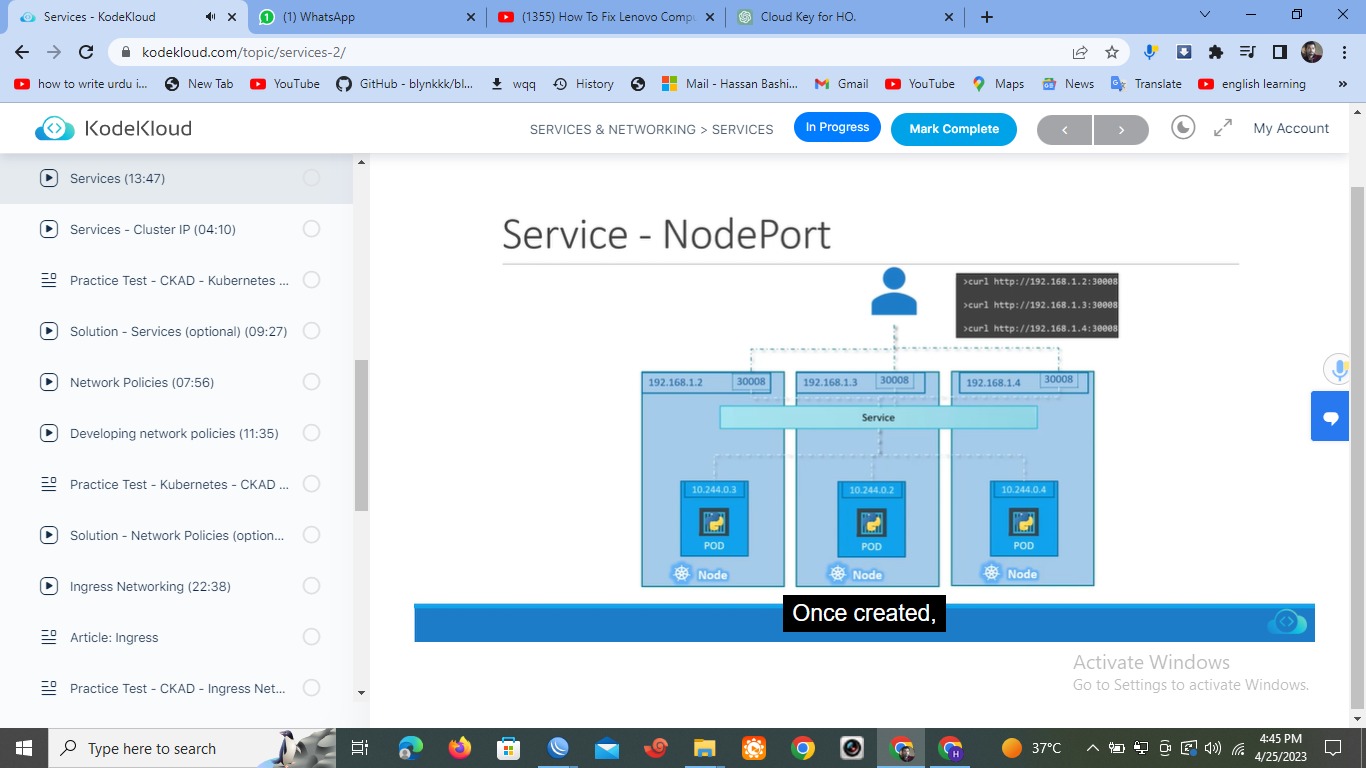 Services - KodeKloud
(1) WhatsApp
(1355) How To Fix Lenovo Compu
Cloud Key for HO.
kodekloud.com/topic/services-2/
how to write urdu i...
New Tab
YouTube
GitHub - blynkkk/bl...
wqq
History
Mail - Hassan Bashi...
Gmail
YouTube
Maps
News
Translate
english learning
KodeKloud
SERVICES & NETWORKING > SERVICES
In Progress
Mark Complete
My Account
Services (13:47)
Services - Cluster IP (04:10)
Practice Test - CKAD - Kubernetes ...
Solution - Services (optional) (09:27)
Network Policies (07:56)
Developing network policies (11:35)
Practice Test - Kubernetes - CKAD ...
Solution - Network Policies (option...
Ingress Networking (22:38)
Article: Ingress
Practice Test - CKAD - Ingress Net...
Service - NodePort
>curl http://192.168.1.2:30008
>curl http://192.168.1.3:30008
>curl http://192.168.1.4:30008
192.168.1.2 30008
192.168.1.3 30008
192.168.1.4 30008
Service
10.244.0.3
10.244.0.2
10.244.0.4
POD
POD
POD
Node
Node
Node
Once created,
Activate Windows
Go to Settings to activate Windows.
Type here to search
H
37°C
4:45 PM
4/25/2023